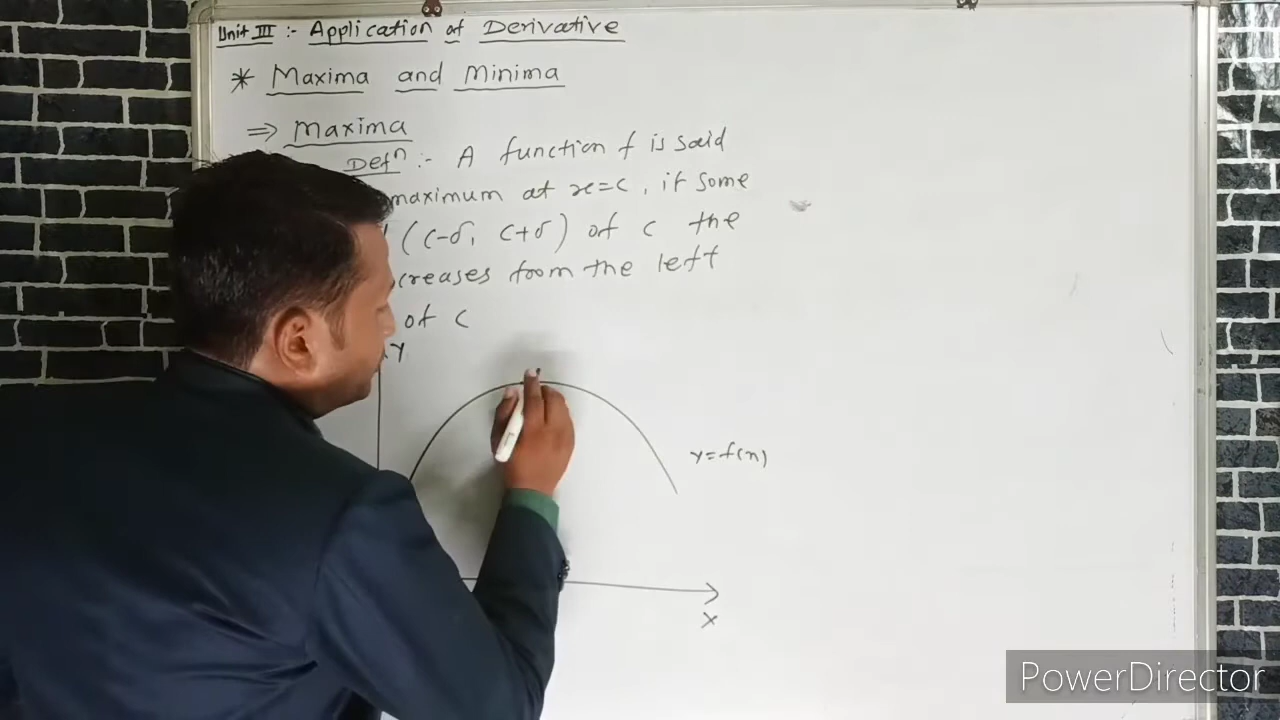 Unit III :- Application of Derivative
* Maxima and Minima
⇒ Maxima
Defⁿ :- A function f is said
maximum at x=c, if some
(c-δ, c+δ) of c the
creases from the left
of c
Y
y=f(x)
X
PowerDirector